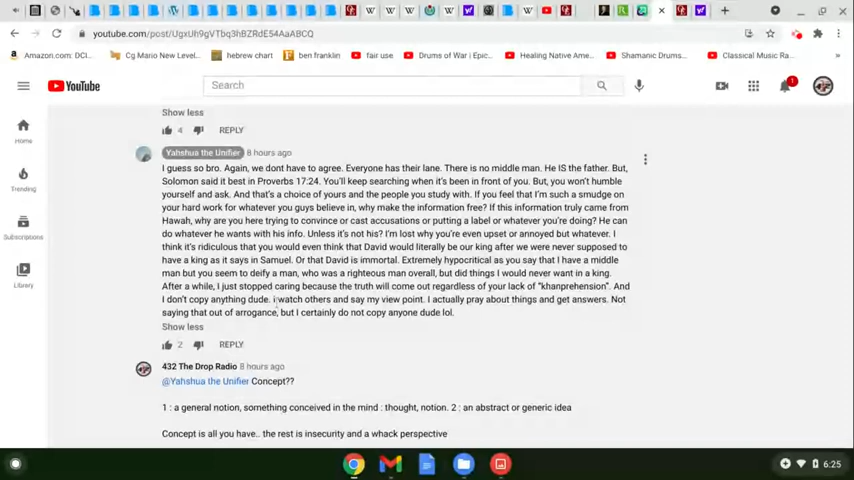 youtube.com/post/UgxUh9gVTbq3hBZRdE54AaABCQ
Amazon.com: DCI...
Cg Mario New Level...
hebrew chart
ben franklin
fair use
Drums of War | Epic...
Healing Native Ame...
Shamanic Drums...
Classical Music Ra...
»
YouTube
Search
1
Home
Trending
Subscriptions
Library
Show less
4 REPLY
Yahshua the Unifier 8 hours ago
I guess so bro. Again, we dont have to agree. Everyone has their lane. There is no middle man. He IS the father. But,
Solomon said it best in Proverbs 17:24. You'll keep searching when it's been in front of you. But, you won't humble
yourself and ask. And that's a choice of yours and the people you study with. If you feel that I'm such a smudge on
your hard work for whatever you guys believe in, why make the information free? If this information truly came from
Hawah, why are you here trying to convince or cast accusations or putting a label or whatever you're doing? He can
do whatever he wants with his info. Unless it's not his? I'm lost why you're even upset or annoyed but whatever. I
think it's ridiculous that you would even think that David would literally be our king after we were never supposed to
have a king as it says in Samuel. Or that David is immortal. Extremely hypocritical as you say that I have a middle
man but you seem to deify a man, who was a righteous man overall, but did things I would never want in a king.
After a while, I just stopped caring because the truth will come out regardless of your lack of "khanprehension". And
I don't copy anything dude. i watch others and say my view point. I actually pray about things and get answers. Not
saying that out of arrogance, but I certainly do not copy anyone dude lol.
Show less
2 REPLY
432 The Drop Radio 8 hours ago
@Yahshua the Unifier Concept??
1 : a general notion, something conceived in the mind : thought, notion. 2 : an abstract or generic idea
Concept is all you have.. the rest is insecurity and a whack perspective
6:25